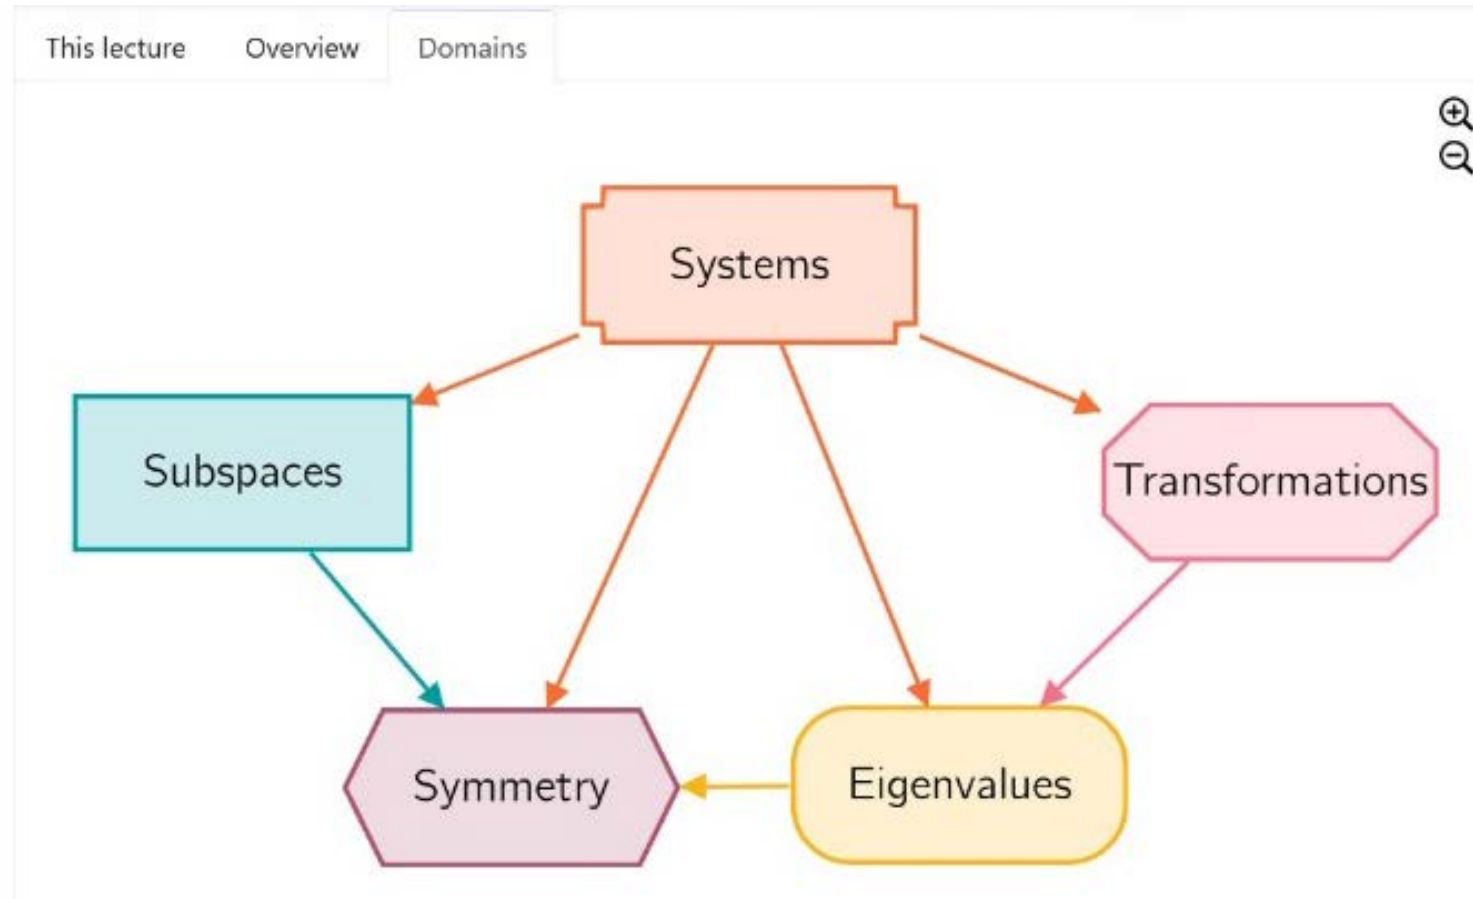 This lecture Overview Domains
Systems
Subspaces
Transformations
Symmetry
Eigenvalues